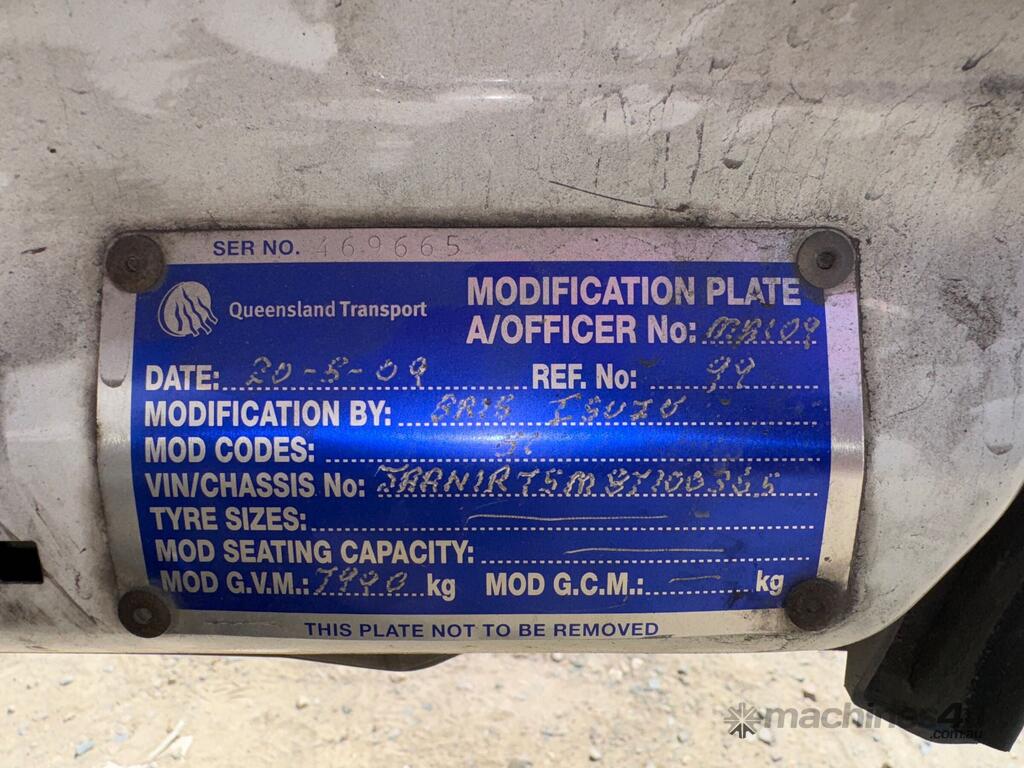 SER NO. 469665
Queensland Transport
MODIFICATION PLATE
A/OFFICER No:
DATE: 20-5-09 REF. No: 99
MODIFICATION BY: BRIS ISUZU
MOD CODES:
VIN/CHASSIS No:
TYRE SIZES:
MOD SEATING CAPACITY:
MOD G.V.M.: 7990 kg MOD G.C.M.: — kg
THIS PLATE NOT TO BE REMOVED
machines4u
.com.au